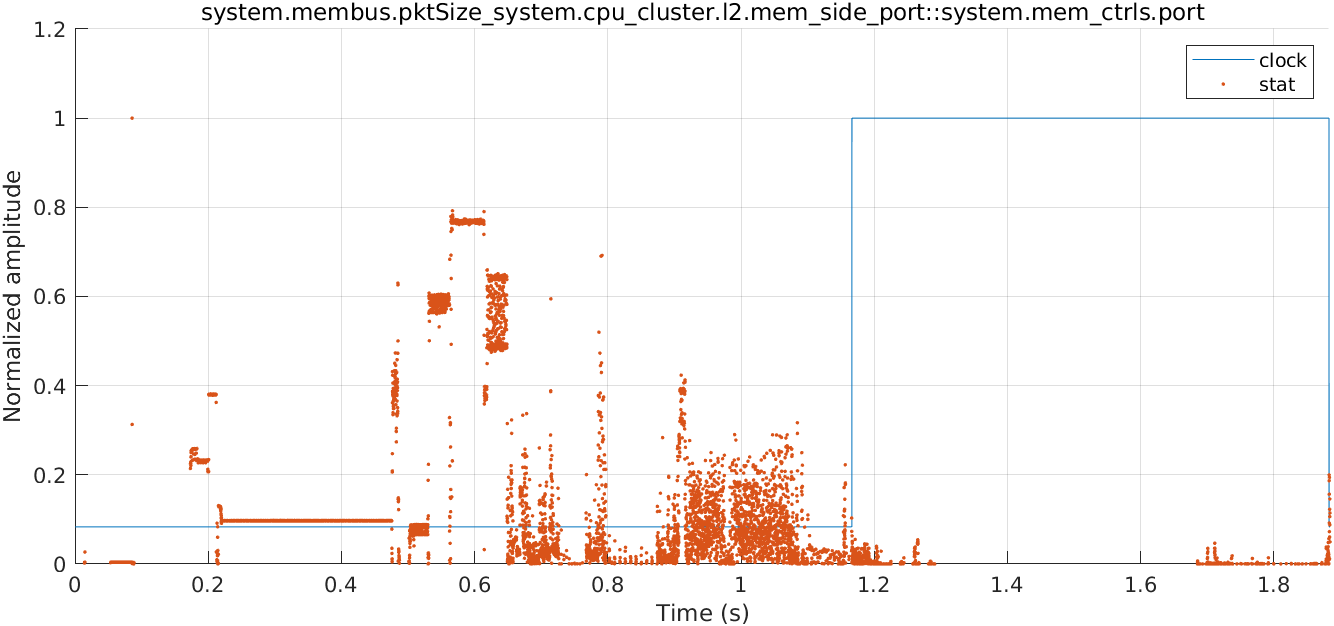 system.membus.pktSize_system.cpu_cluster.l2.mem_side_port::system.mem_ctrls.port
1.2
1
0.8
0.6
0.4
0.2
0
Normalized amplitude
clock
stat
0 0.2 0.4 0.6 0.8 1 1.2 1.4 1.6 1.8
Time (s)